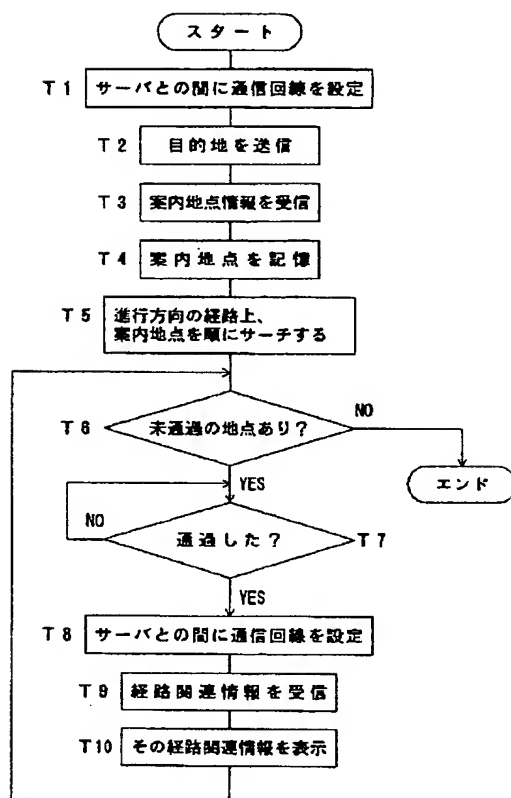 スタート
T1 サーバとの間に通信回線を設定
T2 目的地を送信
T3 案内地点情報を受信
T4 案内地点を記憶
T5 進行方向の経路上、
案内地点を順にサーチする
T6 未通過の地点あり？ NO
エンド
YES
NO
通過した？ T7
YES
T8 サーバとの間に通信回線を設定
T9 経路関連情報を受信
T10 その経路関連情報を表示